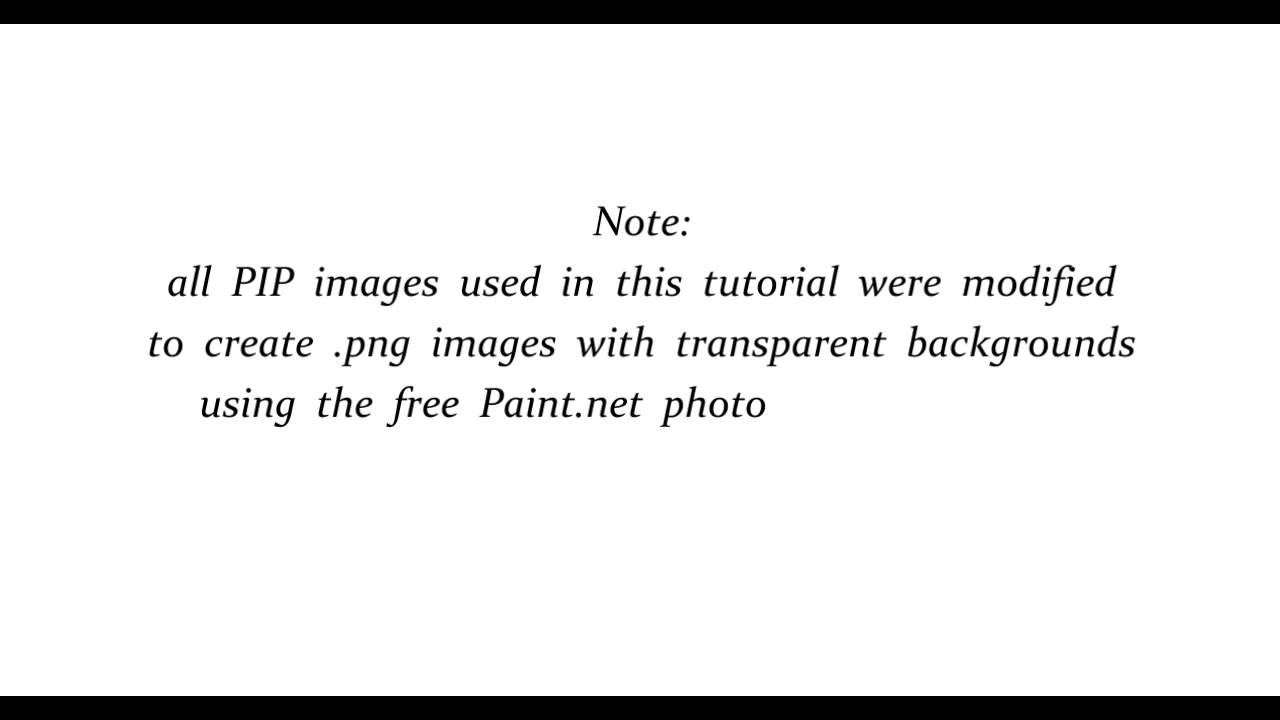 Note:
all PIP images used in this tutorial were modified
to create .png images with transparent backgrounds
using the free Paint.net photo